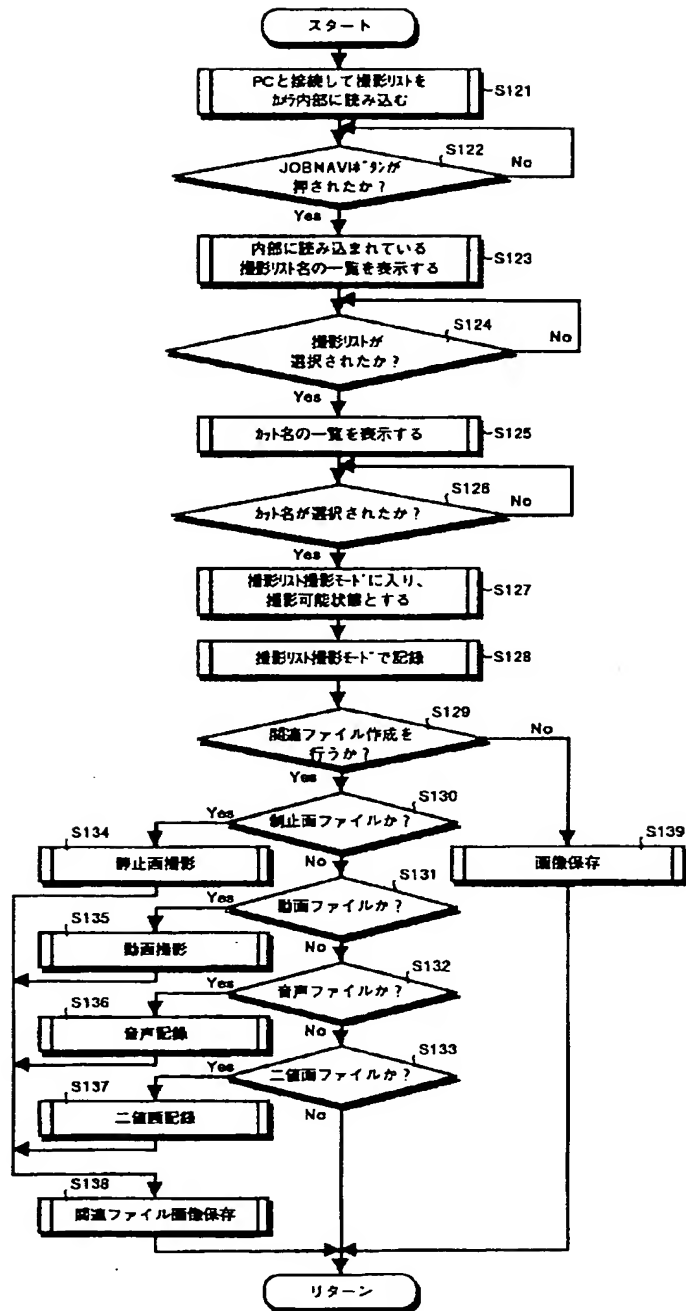 スタート
PCと接続して撮影リストを
カメラ内部に読み込む
S121
S122
No
JOBNAVIボタンが
押されたか？
Yes
内部に読み込まれている
撮影リスト名の一覧を表示する
S123
S124
No
撮影リストが
選択されたか？
Yes
カット名の一覧を表示する
S125
S126
No
カット名が選択されたか？
Yes
撮影リスト撮影モードに入り、
撮影可能状態とする
S127
撮影リスト撮影モードで記録
S128
S129
No
関連ファイル作成を
行うか？
Yes
S130
Yes
制止画ファイルか？
No
S134
静止画撮影
S139
画像保存
S131
Yes
動画ファイルか？
No
S135
動画撮影
S132
Yes
音声ファイルか？
No
S136
音声記録
S133
Yes
二値画ファイルか？
No
S137
二値画記録
S138
関連ファイル画像保存
リターン